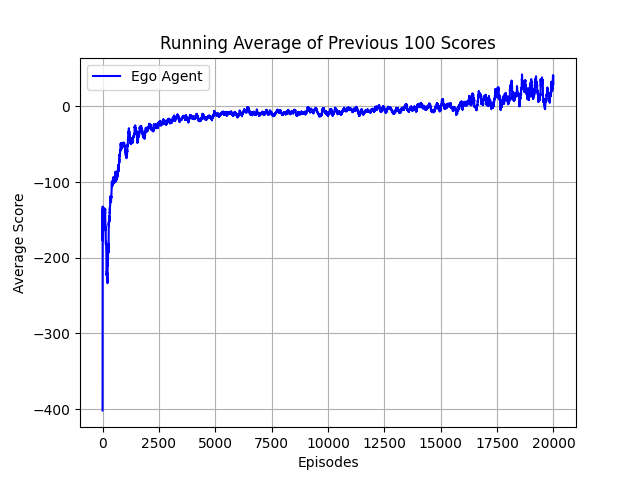 Running Average of Previous 100 Scores
Ego Agent
Average Score
0
−100
−200
−300
−400
0 2500 5000 7500 10000 12500 15000 17500 20000
Episodes